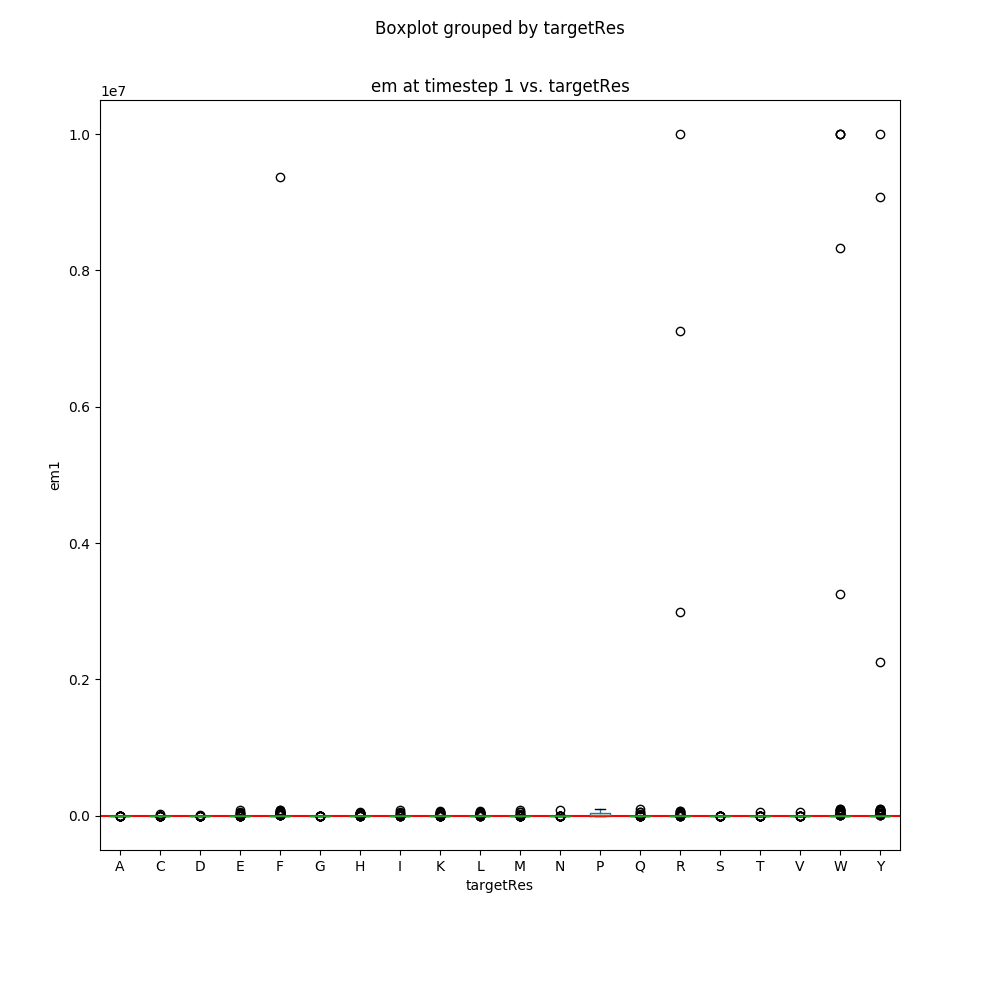 Boxplot grouped by targetRes
em at timestep 1 vs. targetRes
1e7
1.0
0.8
0.6
0.4
0.2
0.0
em1
A C D E F G H I K L M N P Q R S T V W Y
targetRes